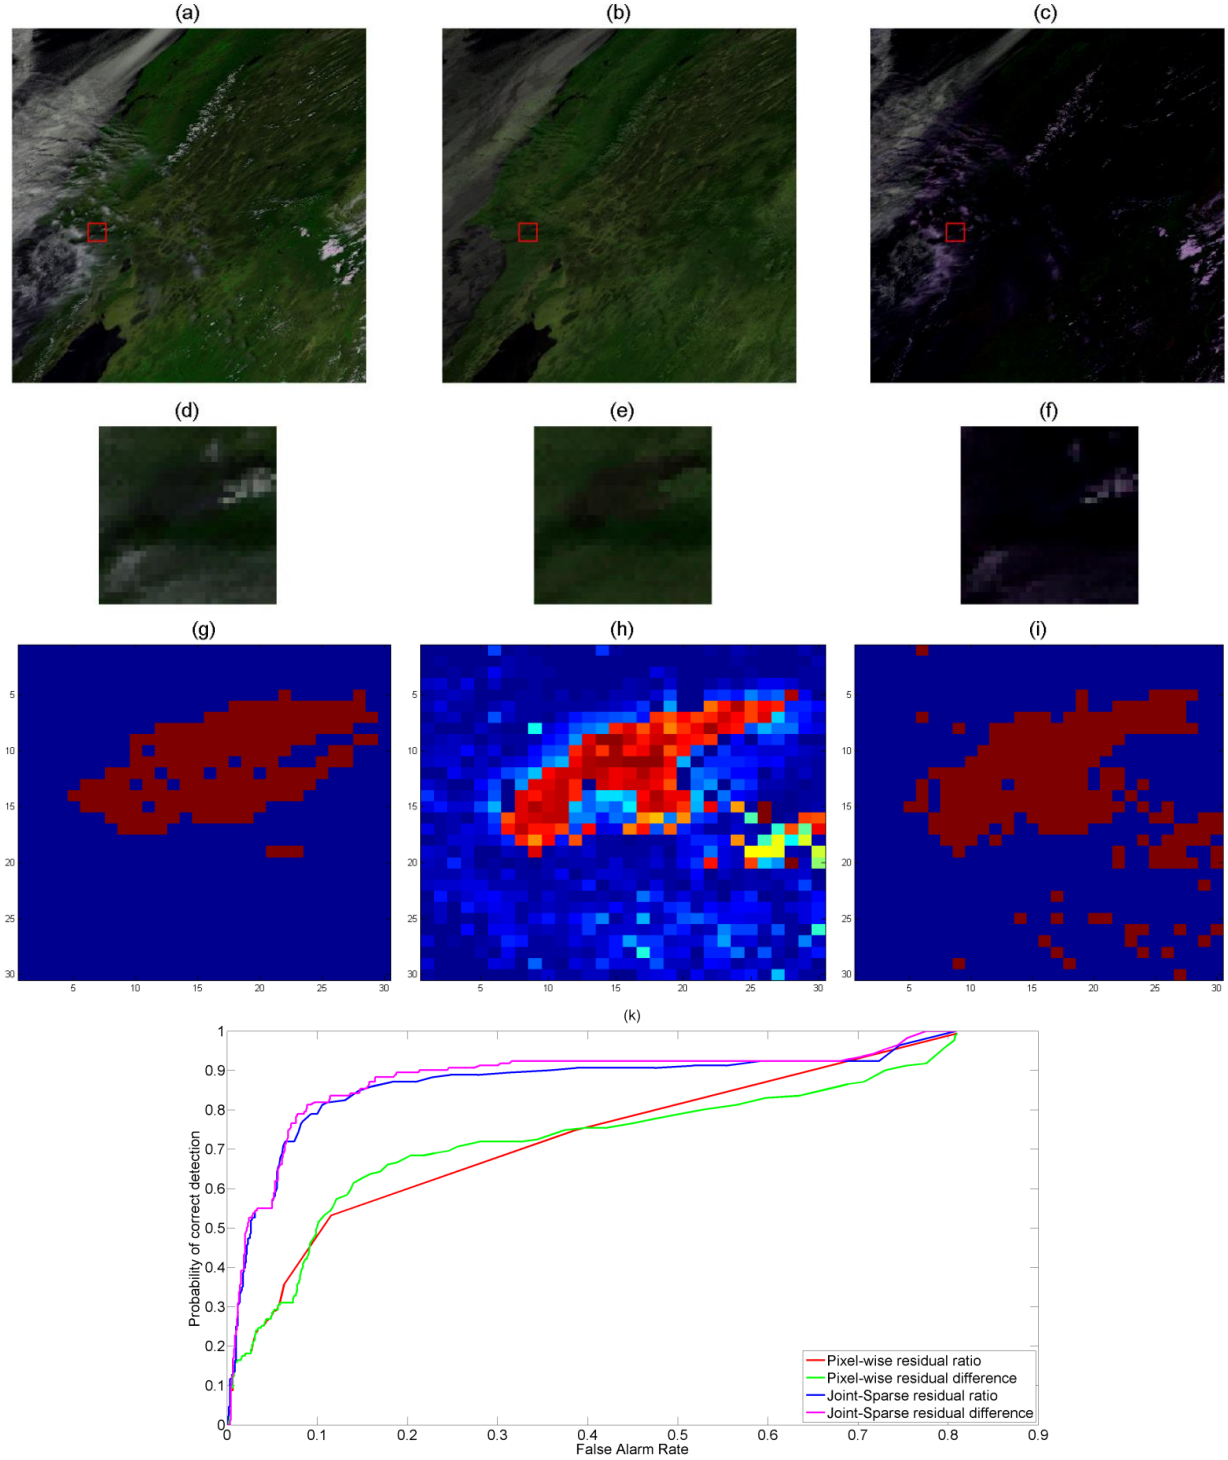 (a) (b) (c)
(d) (e) (f)
(g) (h) (i)
5
10
15
20
25
30
5 10 15 20 25 30
5
10
15
20
25
30
5 10 15 20 25 30
5
10
15
20
25
30
5 10 15 20 25 30
(k)
Probability of correct detection
1
0.9
0.8
0.7
0.6
0.5
0.4
0.3
0.2
0.1
0
0 0.1 0.2 0.3 0.4 0.5 0.6 0.7 0.8 0.9
False Alarm Rate
Pixel-wise residual ratio
Pixel-wise residual difference
Joint-Sparse residual ratio
Joint-Sparse residual difference